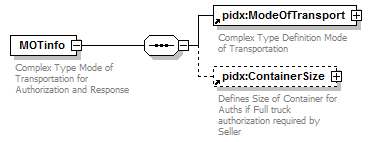 pidx:ModeOfTransport
Complex Type Definition Mode
of Transportation
MOTinfo
Complex Type Mode of
Transportation for
Authorization and Response
pidx:ContainerSize
Defines Size of Container for
Auths if Full truck
authorization required by
Seller